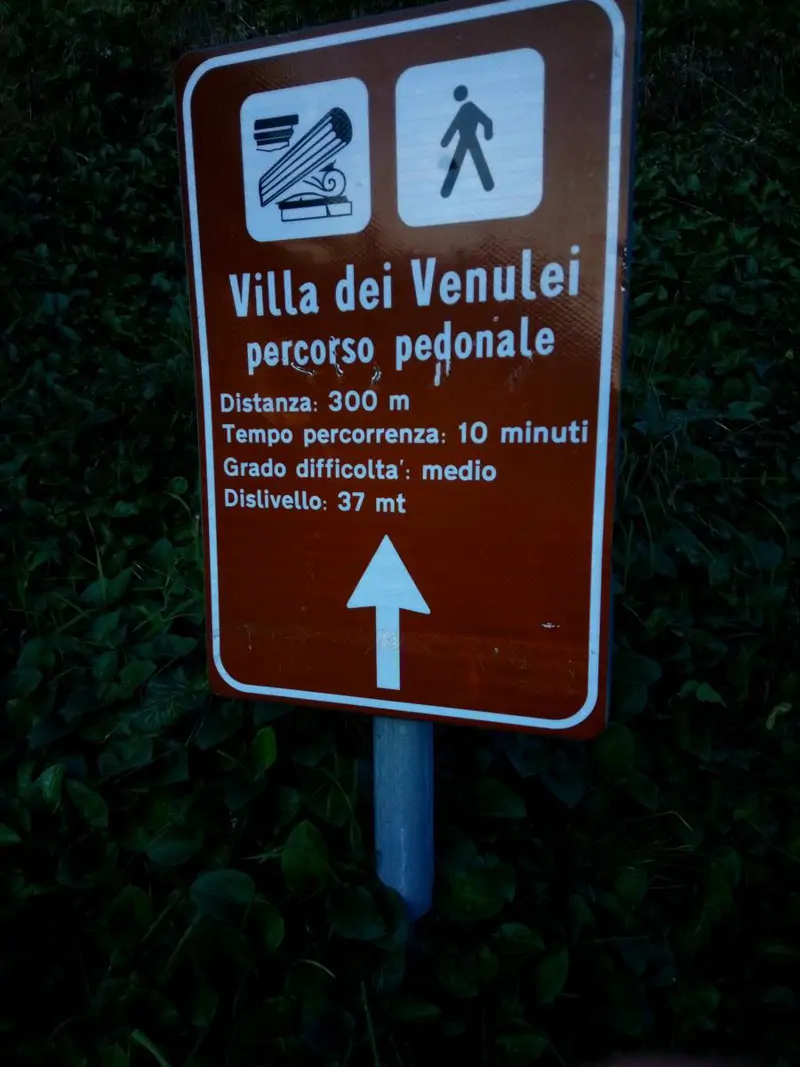 Villa dei Venulei
percorso pedonale
Distanza: 300 m
Tempo percorrenza: 10 minuti
Grado difficolta': medio
Dislivello: 37 mt